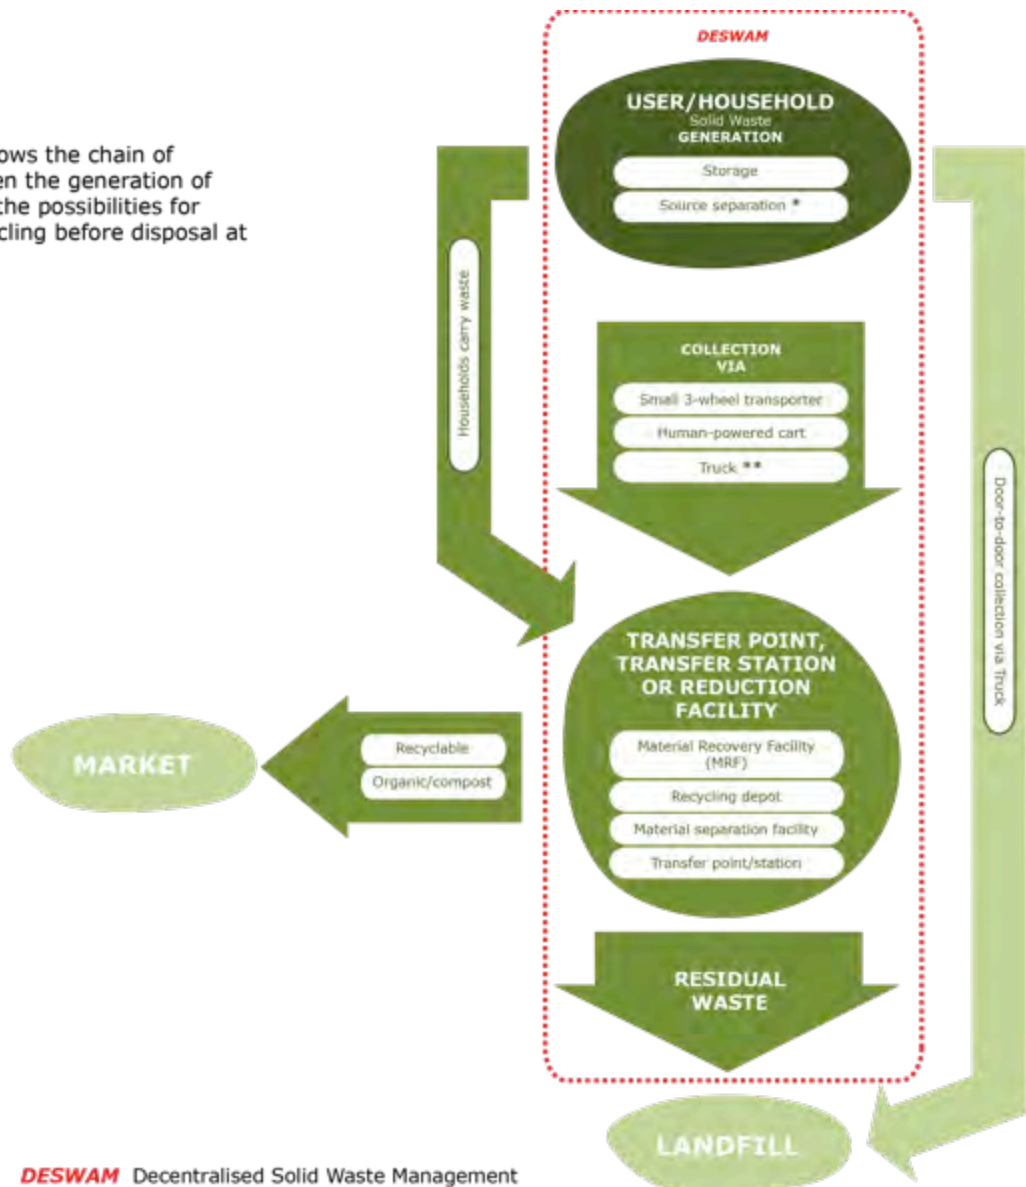 DESWAM
USER/HOUSEHOLD
Solid Waste
GENERATION
Storage
Source separation *
ows the chain of
en the generation of
the possibilities for
cling before disposal at
Households carry waste
COLLECTION
VIA
Small 3-wheel transporter
Human-powered cart
Truck **
Door-to-door collection via Truck
TRANSFER POINT,
TRANSFER STATION
OR REDUCTION
FACILITY
Material Recovery Facility
(MRF)
Recycling depot
Material separation facility
Transfer point/station
Recyclable
Organic/compost
MARKET
RESIDUAL
WASTE
LANDFILL
DESWAM Decentralised Solid Waste Management